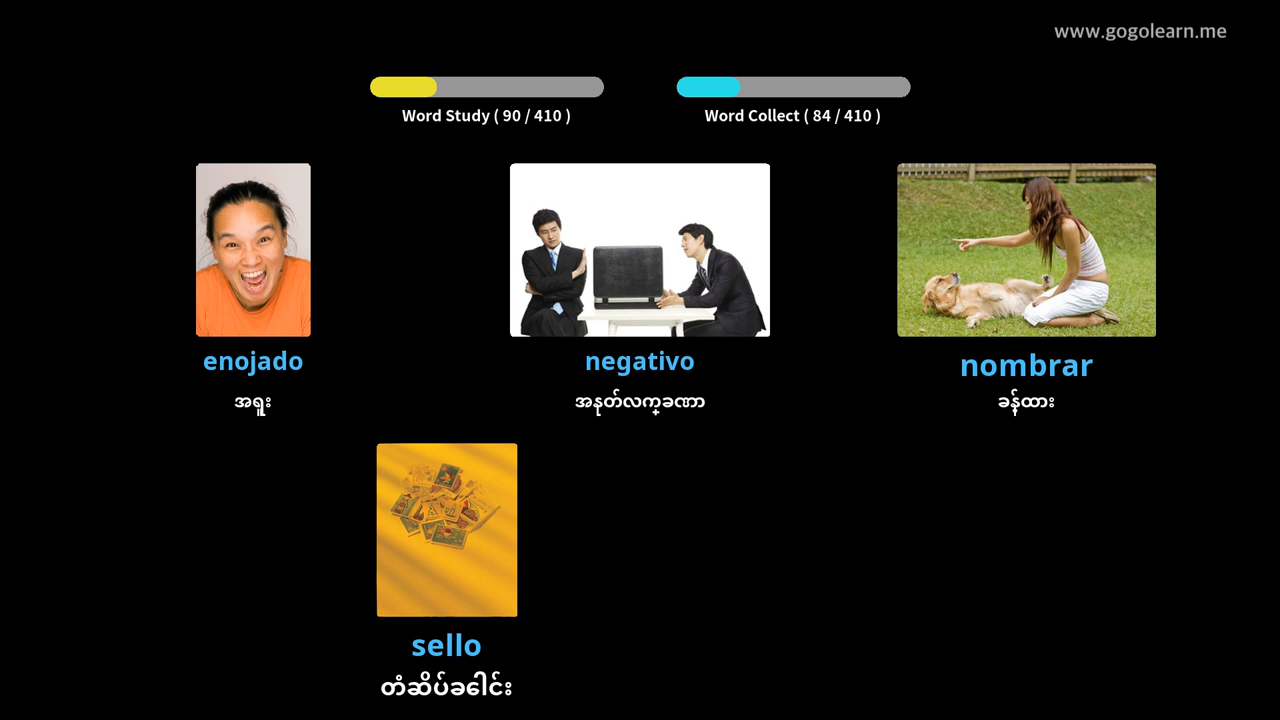 www.gogolearn.me
Word Study ( 90 / 410 )
Word Collect ( 84 / 410 )
enojado
negativo
nombrar
အရူး
အနုတ်လက္ခဏာ
ခန့်ထား
sello
တံဆိပ်ခေါင်း